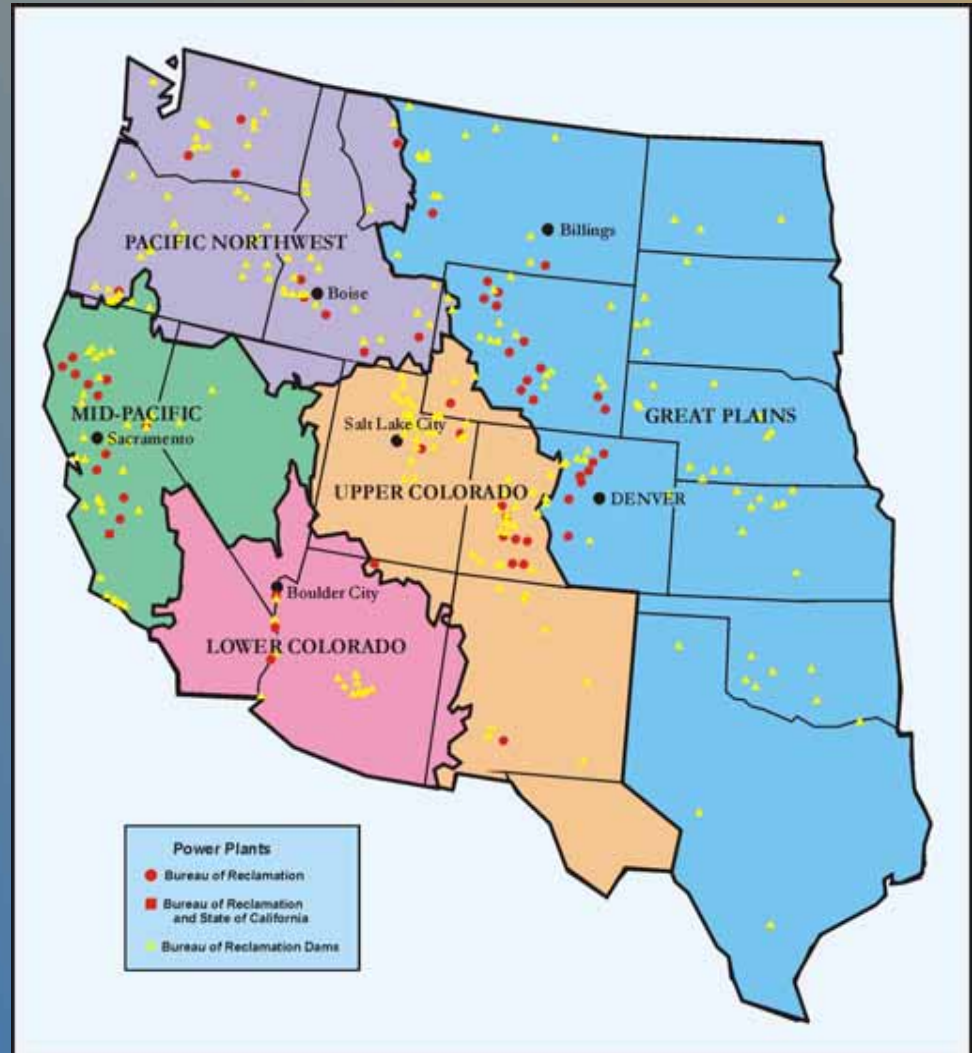 PACIFIC NORTHWEST
Billings
Boise
MID-PACIFIC
Sacramento
Salt Lake City
GREAT PLAINS
UPPER COLORADO
DENVER
Boulder City
LOWER COLORADO
Power Plants
Bureau of Reclamation
Bureau of Reclamation
and State of California
Bureau of Reclamation Dams